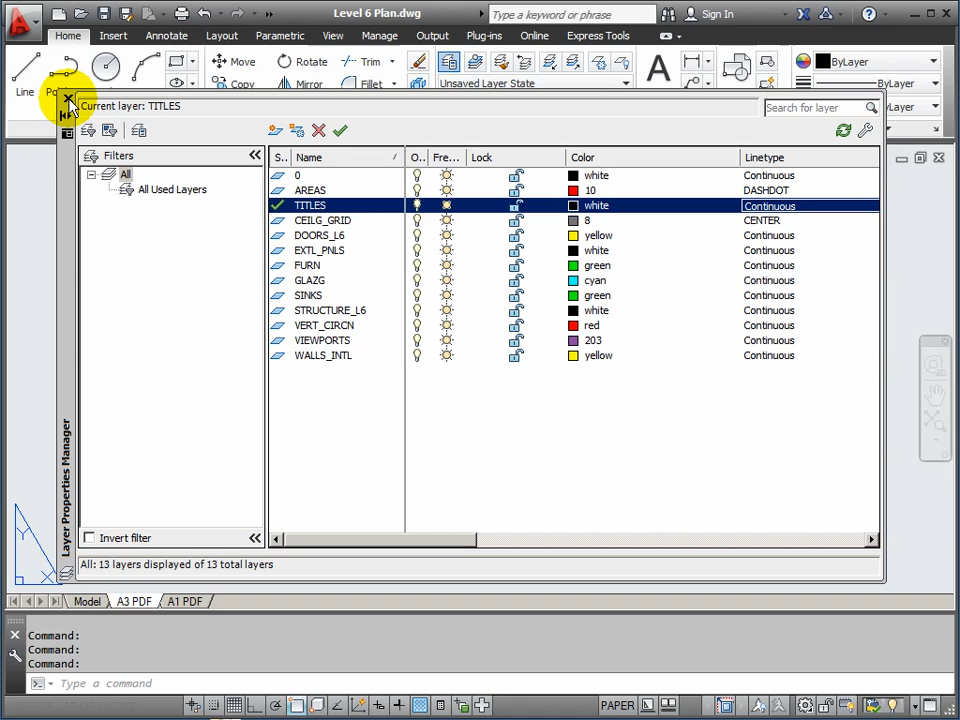 Level 6 Plan.dwg
Type a keyword or phrase
Sign In
Home
Insert
Annotate
Layout
Parametric
View
Manage
Output
Plug-ins
Online
Express Tools
Line
Move
Rotate
Trim
Copy
Mirror
Fillet
Unsaved Layer State
ByLayer
ByLayer
Current layer: TITLES
Search for layer
Filters
All
All Used Layers
S.. Name O.. Fre... Lock Color Linetype
0 white Continuous
AREAS 10 DASHDOT
TITLES white Continuous
CEILG_GRID 8 CENTER
DOORS_L6 yellow Continuous
EXTL_PNLS white Continuous
FURN green Continuous
GLAZG cyan Continuous
SINKS green Continuous
STRUCTURE_L6 white Continuous
VERT_CIRCN red Continuous
VIEWPORTS 203 Continuous
WALLS_INTL yellow Continuous
Invert filter
All: 13 layers displayed of 13 total layers
Layer Properties Manager
Y
X
Model
A3 PDF
A1 PDF
Command:
Command:
Command:
Type a command
PAPER